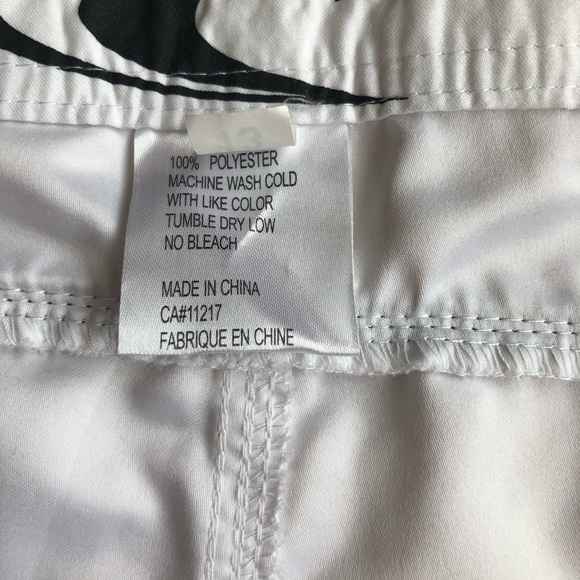 13
100% POLYESTER
MACHINE WASH COLD
WITH LIKE COLOR
TUMBLE DRY LOW
NO BLEACH
MADE IN CHINA
CA#11217
FABRIQUE EN CHINE